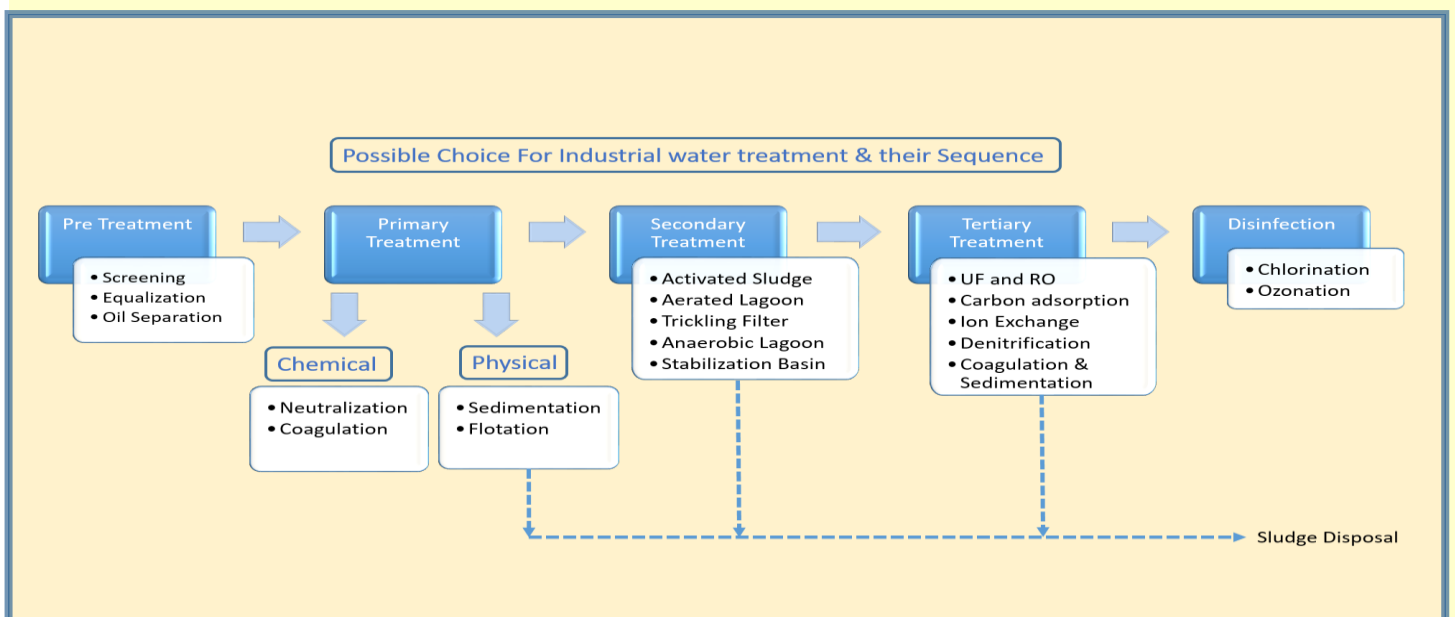 Possible Choice For Industrial water treatment & their Sequence
Pre Treatment
• Screening
• Equalization
• Oil Separation
Primary
Treatment
Chemical
• Neutralization
• Coagulation
Physical
• Sedimentation
• Flotation
Secondary
Treatment
• Activated Sludge
• Aerated Lagoon
• Trickling Filter
• Anaerobic Lagoon
• Stabilization Basin
Tertiary
Treatment
• UF and RO
• Carbon adsorption
• Ion Exchange
• Denitrification
• Coagulation &
Sedimentation
Disinfection
• Chlorination
• Ozonation
Sludge Disposal